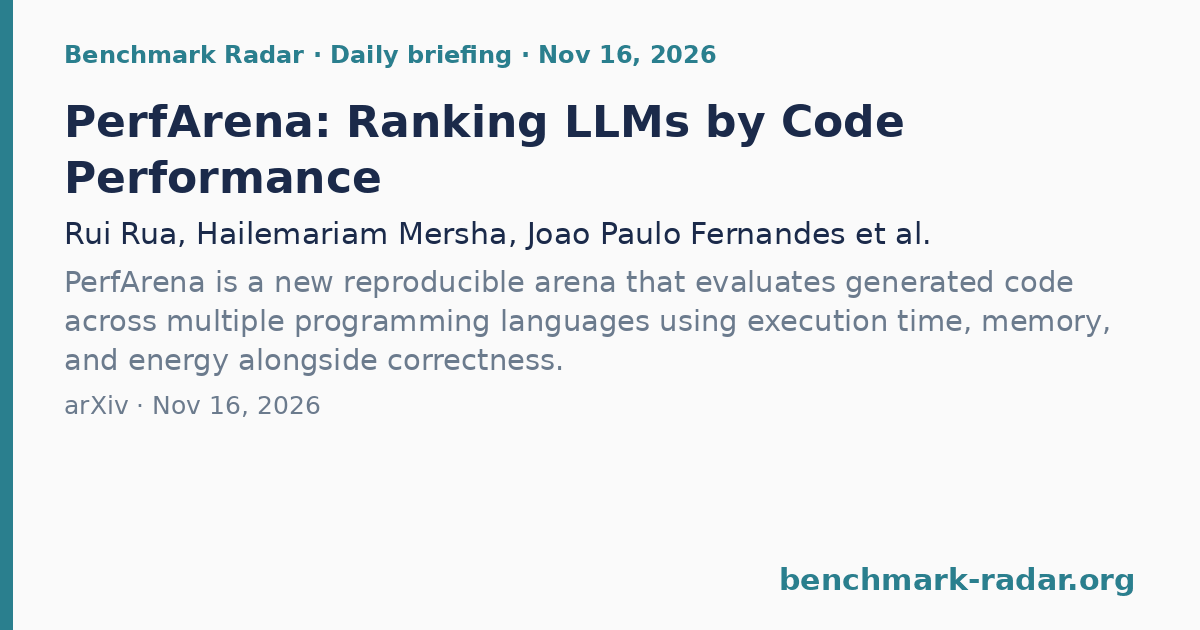 Benchmark Radar · Daily briefing · Nov 16, 2026
PerfArena: Ranking LLMs by Code
Performance
Rui Rua, Hailemariam Mersha, Joao Paulo Fernandes et al.
PerfArena is a new reproducible arena that evaluates generated code
across multiple programming languages using execution time, memory,
and energy alongside correctness.
arXiv · Nov 16, 2026
benchmark-radar.org